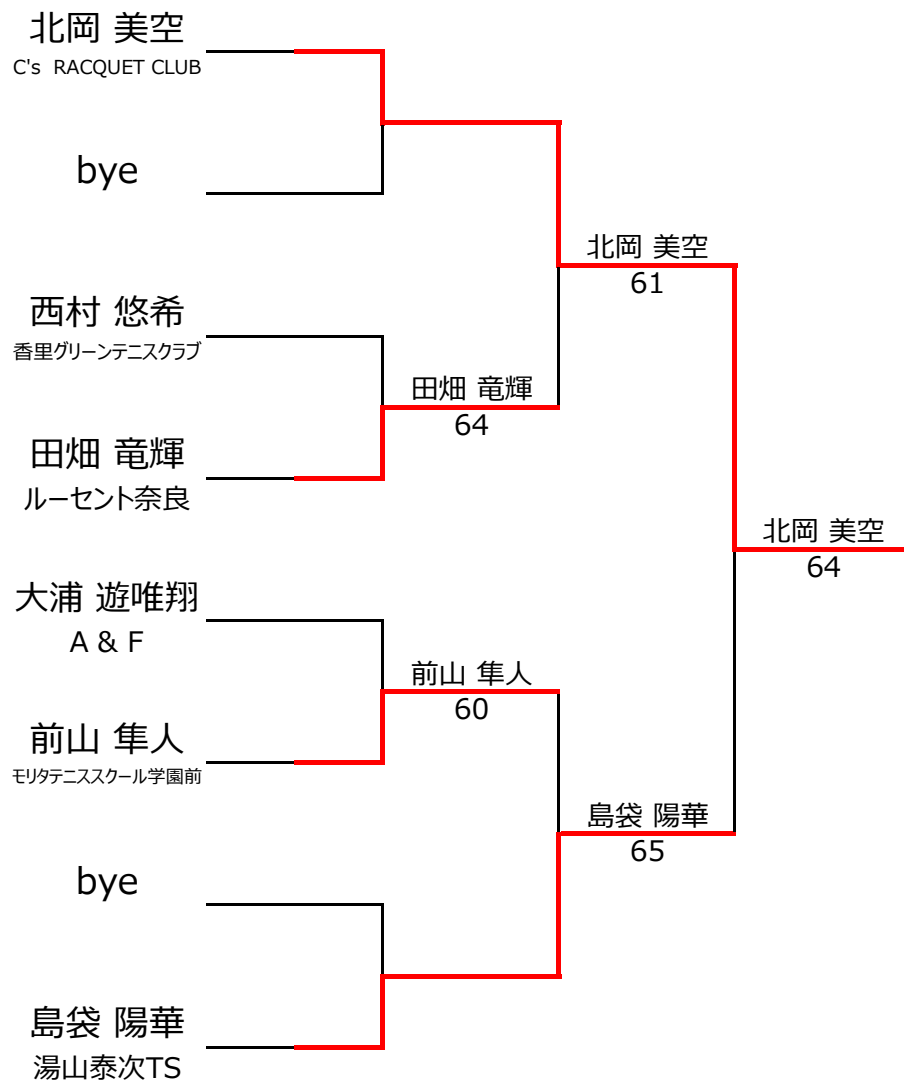 北岡 美空
C's RACQUET CLUB
bye
西村 悠希
香里グリーンテニスクラブ
田畑 竜輝
ルーセント奈良
大浦 遊唯翔
A & F
前山 隼人
モリタテニススクール学園前
bye
島袋 陽華
湯山泰次TS
田畑 竜輝
64
前山 隼人
60
北岡 美空
61
島袋 陽華
65
北岡 美空
64